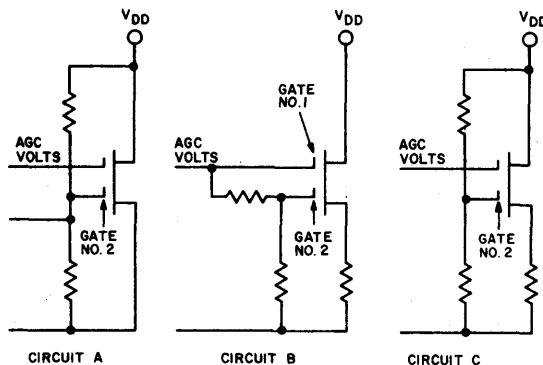 VDD
AGC
VOLTS
GATE
NO. 2
CIRCUIT A
VDD
GATE
NO. 1
AGC
VOLTS
GATE
NO. 2
CIRCUIT B
VDD
AGC
VOLTS
GATE
NO. 2
CIRCUIT C